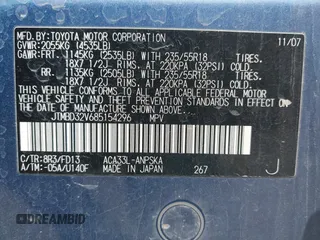 MFD.BY:TOYOTA MOTOR CORPORATION 11/07
GVWR:2055KG (4535LB)
GAWR:FRT. 1145KG (2535LB)WITH 235/55R18 TIRES,
18X7 1/2J RIMS,AT 220KPA (32PSI) COLD
RR. 1135KG (2505LB)WITH 235/55R18 TIRES,
18X7 1/2J RIMS,AT 220KPA (32PSI) COLD
THIS VEHICLE CONFORMS TO ALL APPLICABLE FEDERAL MOTOR
VEHICLE SAFETY AND THEFT PREVENTION
STANDARDS IN EFFECT ON THE DATE OF
MANUFACTURE SHOWN ABOVE.
JTMBD32V685154296 MPV
C/TR:8R3/FD13 ACA33L-ANPSKA
A/TM:-05A/U140F MADE IN JAPAN 267
J
© IAAI/COPART/BIDFAX